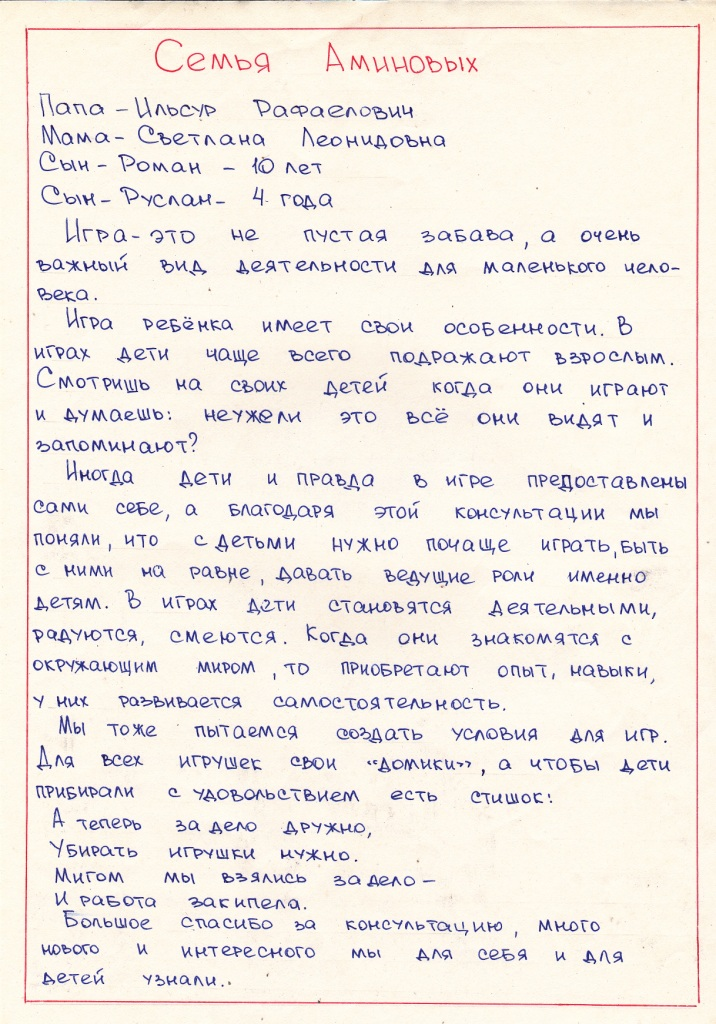 Семья Аминовых
Папа - Ильсур Рафаелович
Мама - Светлана Леонидовна
Сын - Роман - 10 лет
Сын - Руслан - 4 года
Игра - это не пустая забава, а очень
важный вид деятельности для маленького чело-
века.
Игра ребёнка имеет свои особенности. В
играх дети чаще всего подражают взрослым.
Смотришь на своих детей когда они играют
и думаешь: неужели это всё они видят и
запоминают?
Иногда дети и правда в игре предоставлены
сами себе, а благодаря этой консультации мы
поняли, что с детьми нужно почаще играть, быть
с ними на равне, давать ведущие роли именно
детям. В играх дети становятся деятельными,
радуются, смеются. Когда они знакомятся с
окружающим миром, то приобретают опыт, навыки,
у них развивается самостоятельность.
Мы тоже пытаемся создать условия для игр.
Для всех игрушек свои «домики», а чтобы дети
прибирали с удовольствием есть стишок:
А теперь за дело дружно,
Убирать игрушки нужно.
Мигом мы взялись за дело -
И работа закипела.
Большое спасибо за консультацию, много
нового и интересного мы для себя и для
детей узнали..